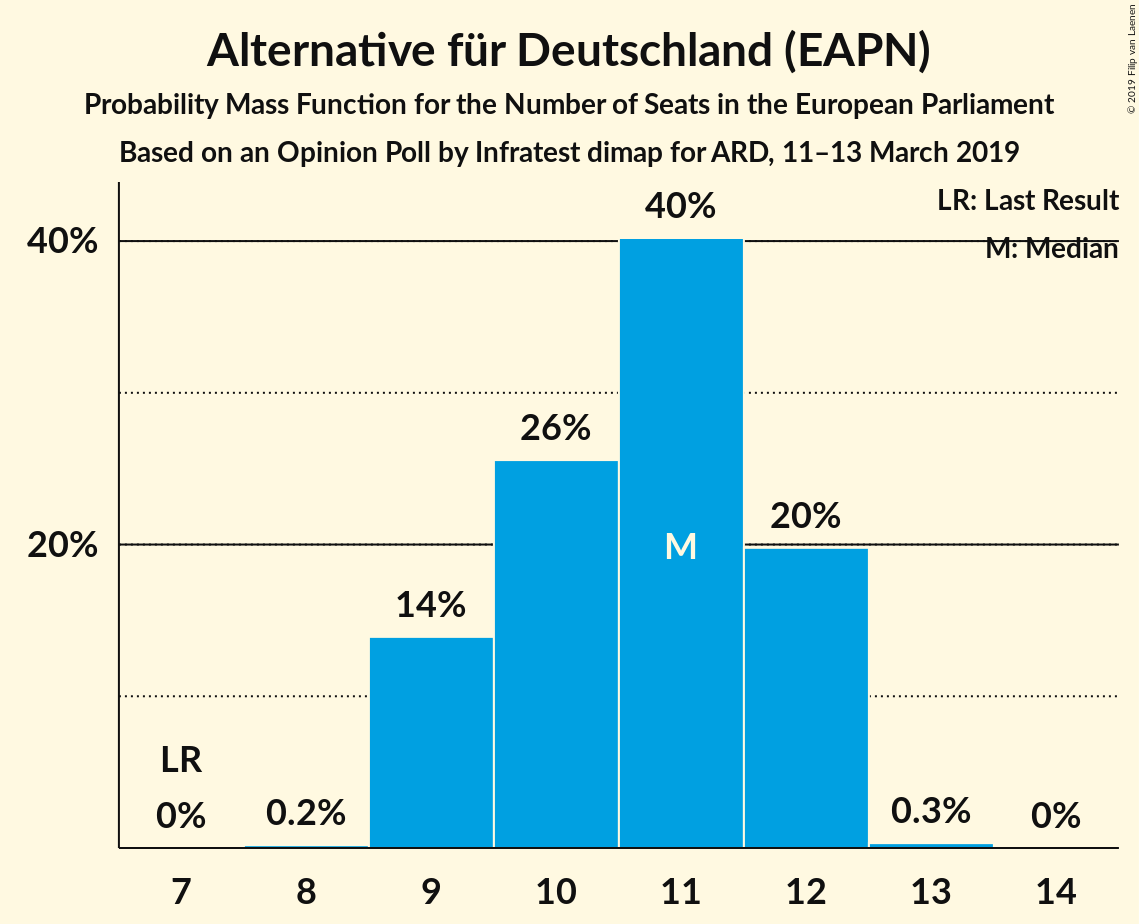 Alternative für Deutschland (EAPN)
Probability Mass Function for the Number of Seats in the European Parliament
Based on an Opinion Poll by Infratest dimap for ARD, 11–13 March 2019
© 2019 Filip van Laenen
LR: Last Result
M: Median
40%
20%
40%
26%
20%
14%
M
LR
0%
0.2%
0.3%
0%
7 8 9 10 11 12 13 14